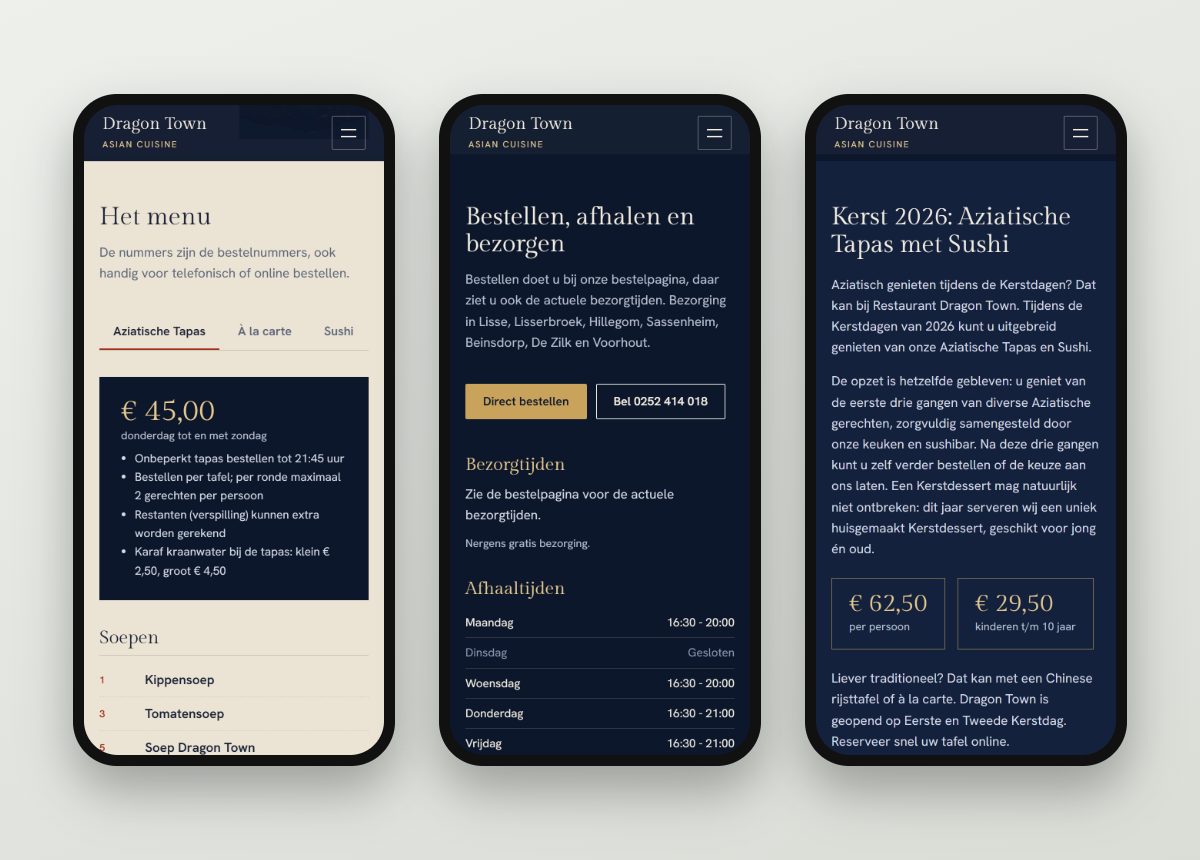 Dragon Town
ASIAN CUISINE
Het menu
De nummers zijn de bestelnummers, ook
handig voor telefonisch of online bestellen.
Aziatische Tapas
À la carte
Sushi
€ 45,00
donderdag tot en met zondag
• Onbeperkt tapas bestellen tot 21:45 uur
• Bestellen per tafel; per ronde maximaal
2 gerechten per persoon
• Restanten (verspilling) kunnen extra
worden gerekend
• Karaf kraanwater bij de tapas: klein €
2,50, groot € 4,50
Soepen
1 Kippensoep
3 Tomatensoep
5 Soep Dragon Town
Dragon Town
ASIAN CUISINE
Bestellen, afhalen en
bezorgen
Bestellen doet u bij onze bestelpagina, daar
ziet u ook de actuele bezorgtijden. Bezorging
in Lisse, Lisserbroek, Hillegom, Sassenheim,
Beinsdorp, De Zilk en Voorhout.
Direct bestellen
Bel 0252 414 018
Bezorgtijden
Zie de bestelpagina voor de actuele
bezorgtijden.
Nergens gratis bezorging.
Afhaaltijden
Maandag 16:30 - 20:00
Dinsdag Gesloten
Woensdag 16:30 - 20:00
Donderdag 16:30 - 21:00
Vrijdag 16:30 - 21:00
Dragon Town
ASIAN CUISINE
Kerst 2026: Aziatische
Tapas met Sushi
Aziatisch genieten tijdens de Kerstdagen? Dat
kan bij Restaurant Dragon Town. Tijdens de
Kerstdagen van 2026 kunt u uitgebreid
genieten van onze Aziatische Tapas en Sushi.
De opzet is hetzelfde gebleven: u geniet van
de eerste drie gangen van diverse Aziatische
gerechten, zorgvuldig samengesteld door
onze keuken en sushibar. Na deze drie gangen
kunt u zelf verder bestellen of de keuze aan
ons laten. Een Kerstdessert mag natuurlijk
niet ontbreken: dit jaar serveren wij een uniek
huisgemaakt Kerstdessert, geschikt voor jong
én oud.
€ 62,50
per persoon
€ 29,50
kinderen t/m 10 jaar
Liever traditioneel? Dat kan met een Chinese
rijsttafel of à la carte. Dragon Town is
geopend op Eerste en Tweede Kerstdag.
Reserveer snel uw tafel online.